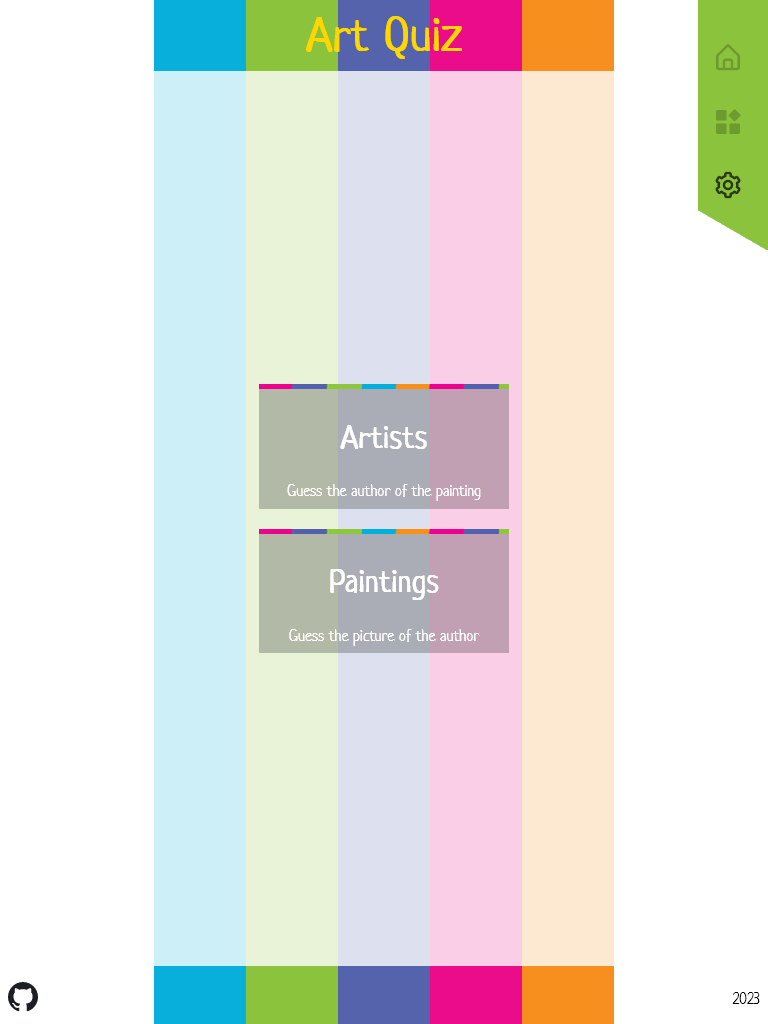 Art Quiz
Artists
Guess the author of the painting
Paintings
Guess the picture of the author
2023